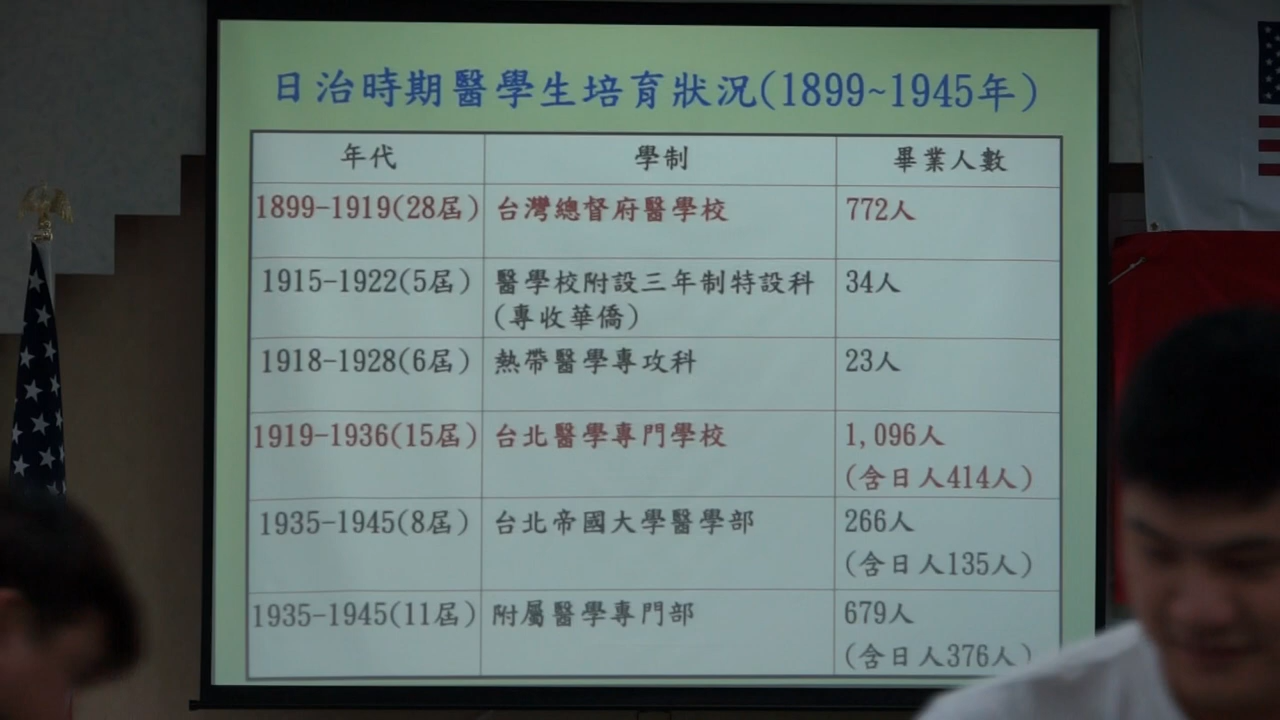 日治時期醫學生培育狀況(1899~1945年)
年代 學制 畢業人數
1899-1919(28屆) 台灣總督府醫學校 772人
1915-1922(5屆) 醫學校附設三年制特設科 34人
(專收華僑)
1918-1928(6屆) 熱帶醫學專攻科 23人
1919-1936(15屆) 台北醫學專門學校 1,096人
(含日人414人)
1935-1945(8屆) 台北帝國大學醫學部 266人
(含日人135人)
1935-1945(11屆) 附屬醫學專門部 679人
(含日人376人)